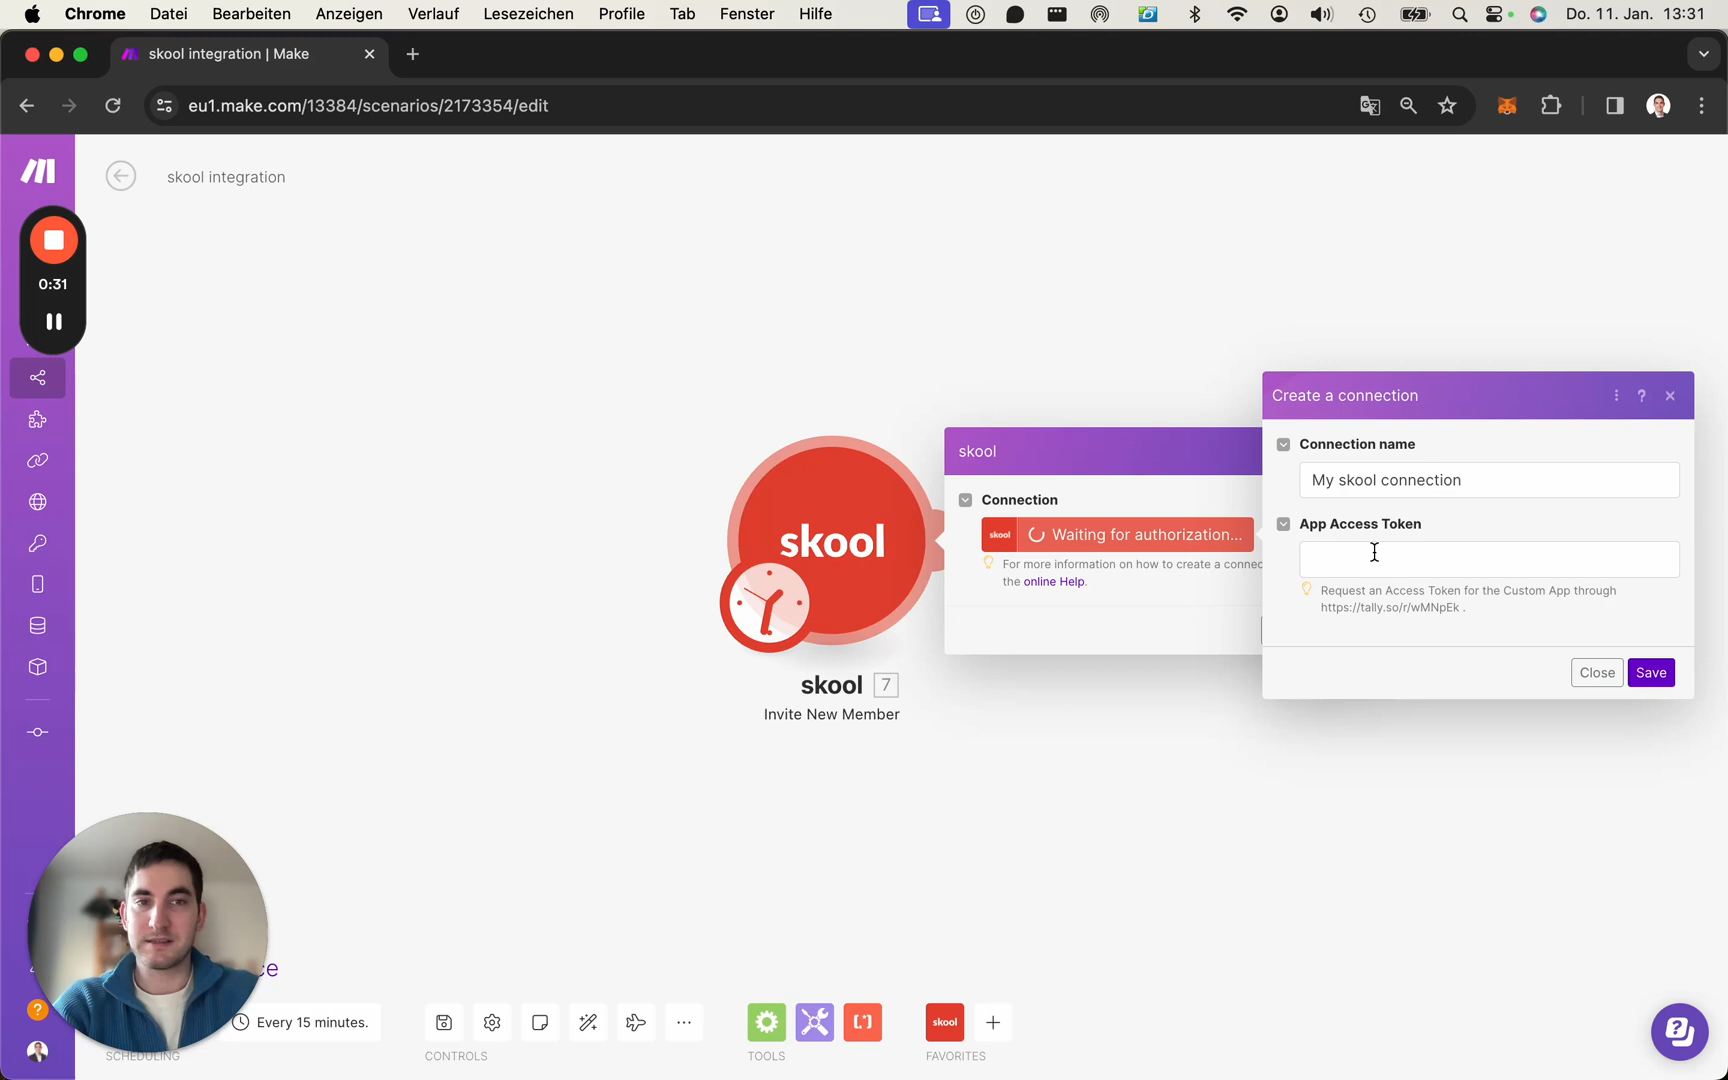 Chrome Datei Bearbeiten Anzeigen Verlauf Lesezeichen Profile Tab Fenster Hilfe Do. 11. Jan. 13:31
skool integration | Make
eu1.make.com/13384/scenarios/2173354/edit
skool integration
0:31
Create a connection
Connection name
My skool connection
App Access Token
Request an Access Token for the Custom App through
https://tally.so/r/wMNpEk .
Close Save
skool
Connection
skool Waiting for authorization...
For more information on how to create a connec
the online Help.
skool
skool 7
Invite New Member
ce
Every 15 minutes.
skool
SCHEDULING CONTROLS TOOLS FAVORITES